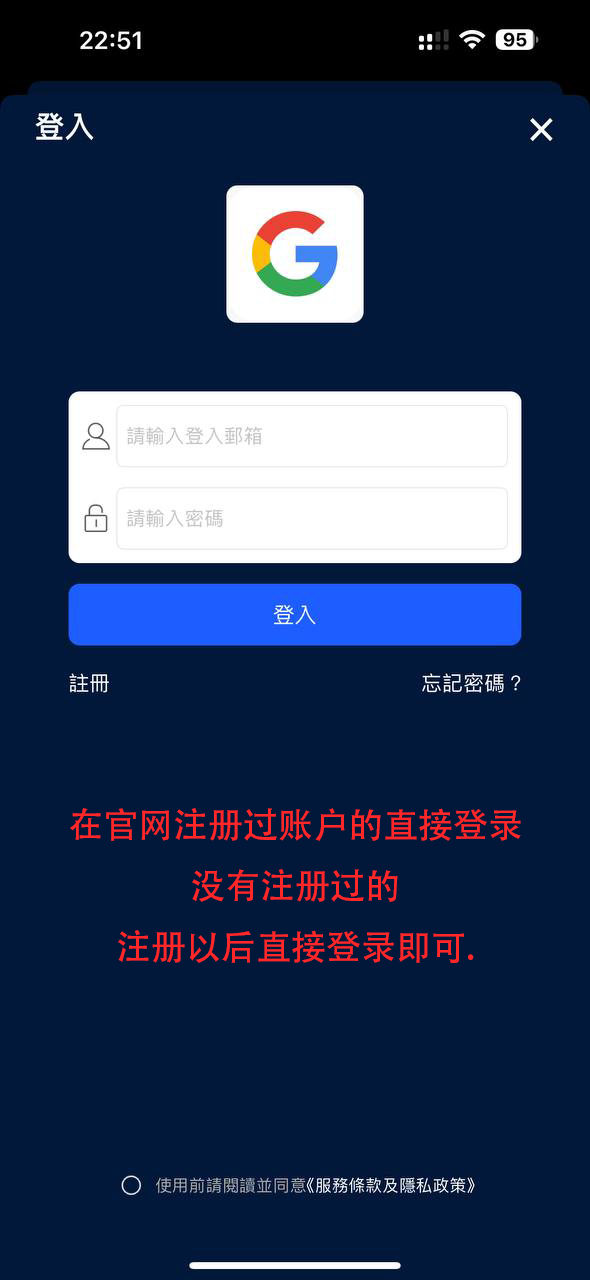 22:51
95
登入
請輸入登入郵箱
請輸入密碼
登入
註冊
忘記密碼？
在官网注册过账户的直接登录
没有注册过的
注册以后直接登录即可.
使用前請閱讀並同意《服務條款及隱私政策》